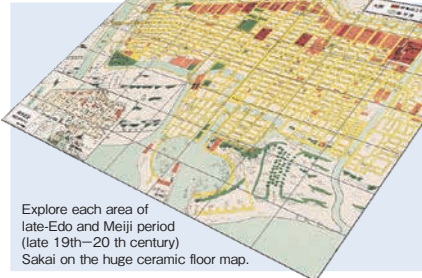 Explore each area of
late-Edo and Meiji period
(late 19th–20 th century)
Sakai on the huge ceramic floor map.